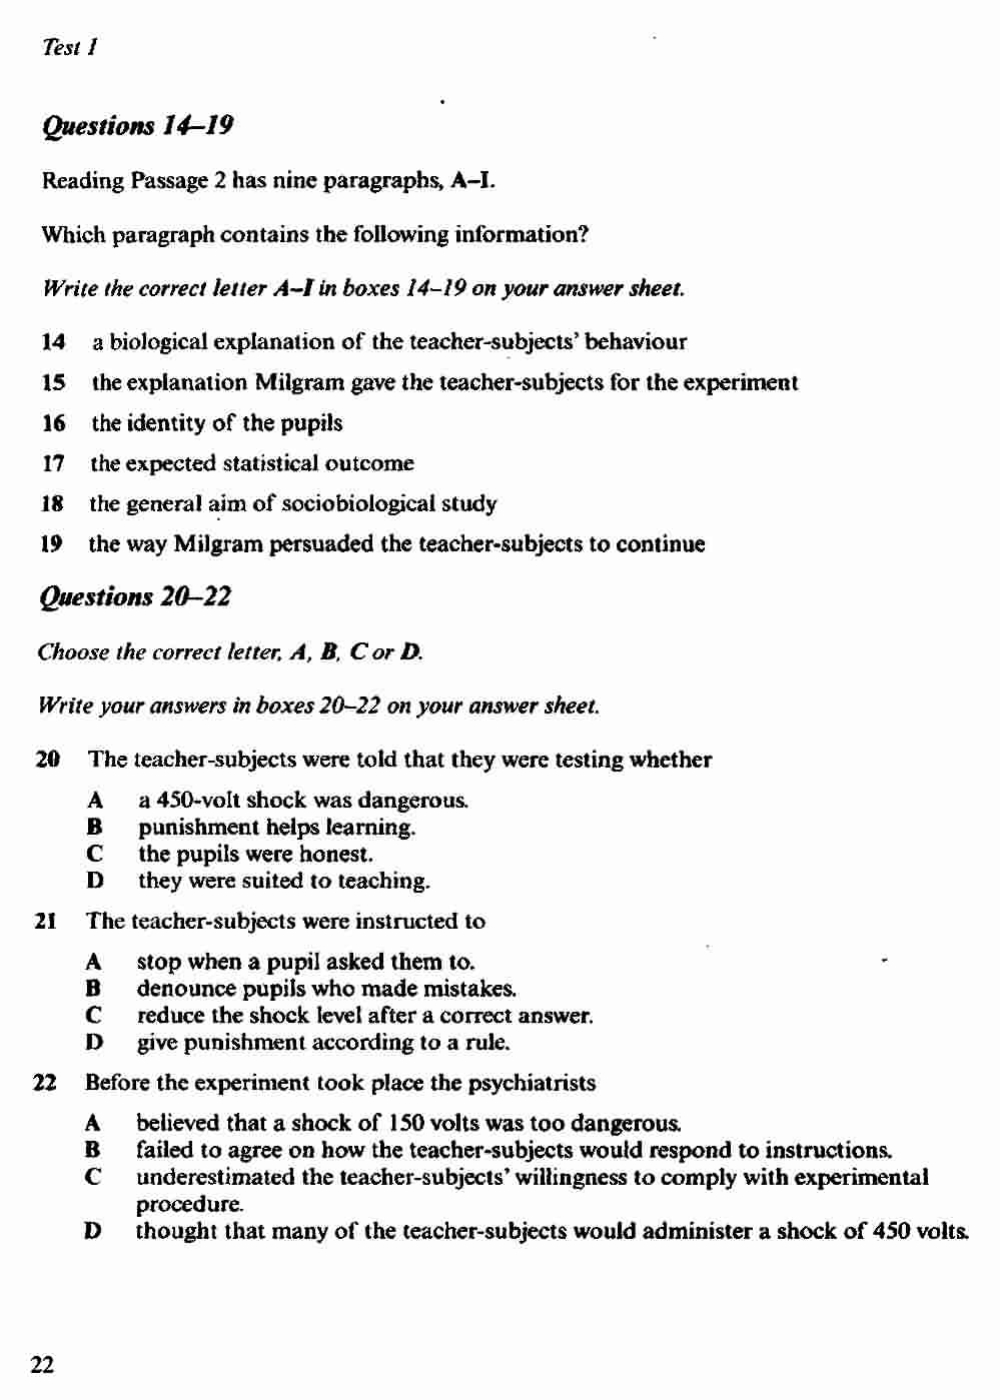 Test 1
Questions 14–19
Reading Passage 2 has nine paragraphs, A–I.
Which paragraph contains the following information?
Write the correct letter A–I in boxes 14–19 on your answer sheet.
14 a biological explanation of the teacher-subjects' behaviour
15 the explanation Milgram gave the teacher-subjects for the experiment
16 the identity of the pupils
17 the expected statistical outcome
18 the general aim of sociobiological study
19 the way Milgram persuaded the teacher-subjects to continue
Questions 20–22
Choose the correct letter, A, B, C or D.
Write your answers in boxes 20–22 on your answer sheet.
20 The teacher-subjects were told that they were testing whether
A a 450-volt shock was dangerous.
B punishment helps learning.
C the pupils were honest.
D they were suited to teaching.
21 The teacher-subjects were instructed to
A stop when a pupil asked them to.
B denounce pupils who made mistakes.
C reduce the shock level after a correct answer.
D give punishment according to a rule.
22 Before the experiment took place the psychiatrists
A believed that a shock of 150 volts was too dangerous.
B failed to agree on how the teacher-subjects would respond to instructions.
C underestimated the teacher-subjects' willingness to comply with experimental
procedure.
D thought that many of the teacher-subjects would administer a shock of 450 volts.
22